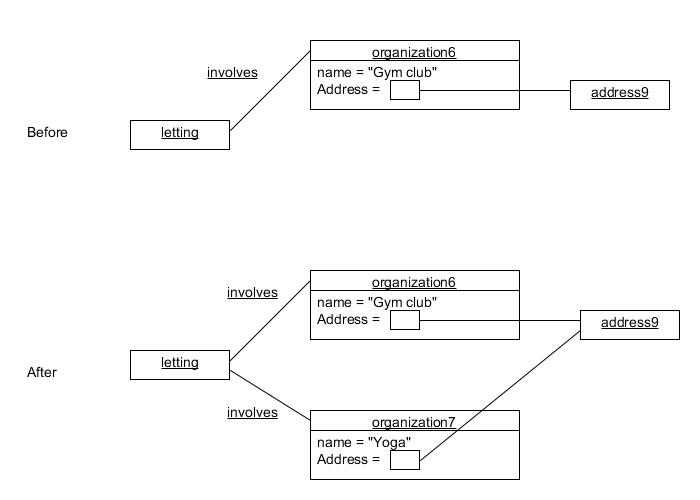 organization6
involves
name = "Gym club"
Address =
address9
Before
letting
organization6
involves
name = "Gym club"
Address =
address9
letting
After
involves
organization7
name = "Yoga"
Address =